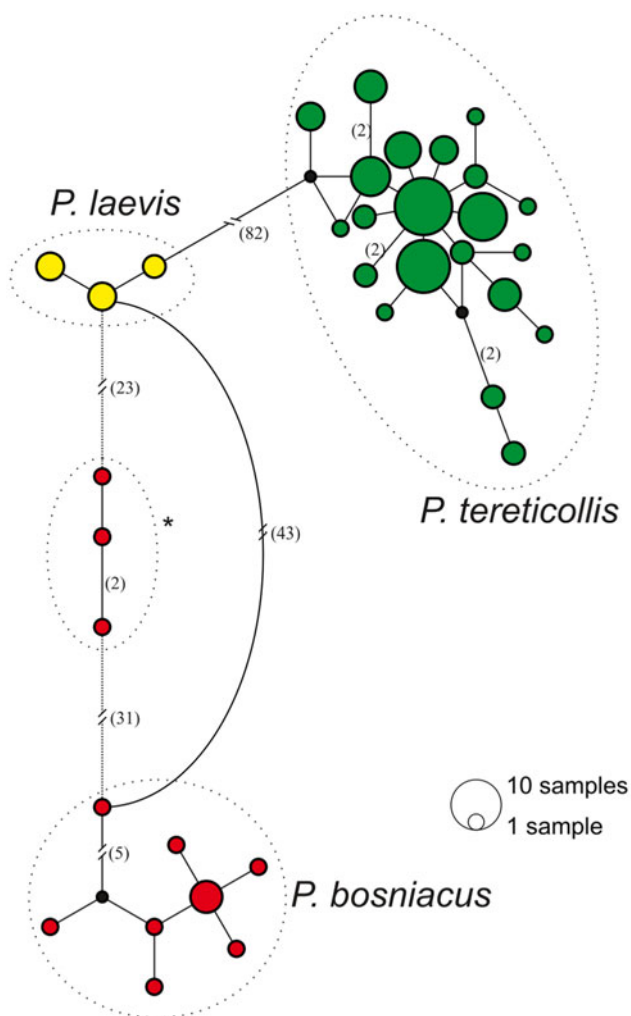 P. laevis
(2)
(2)
(82)
(2)
P. tereticollis
(23)
*
(43)
(2)
(31)
10 samples
1 sample
(5)
P. bosniacus